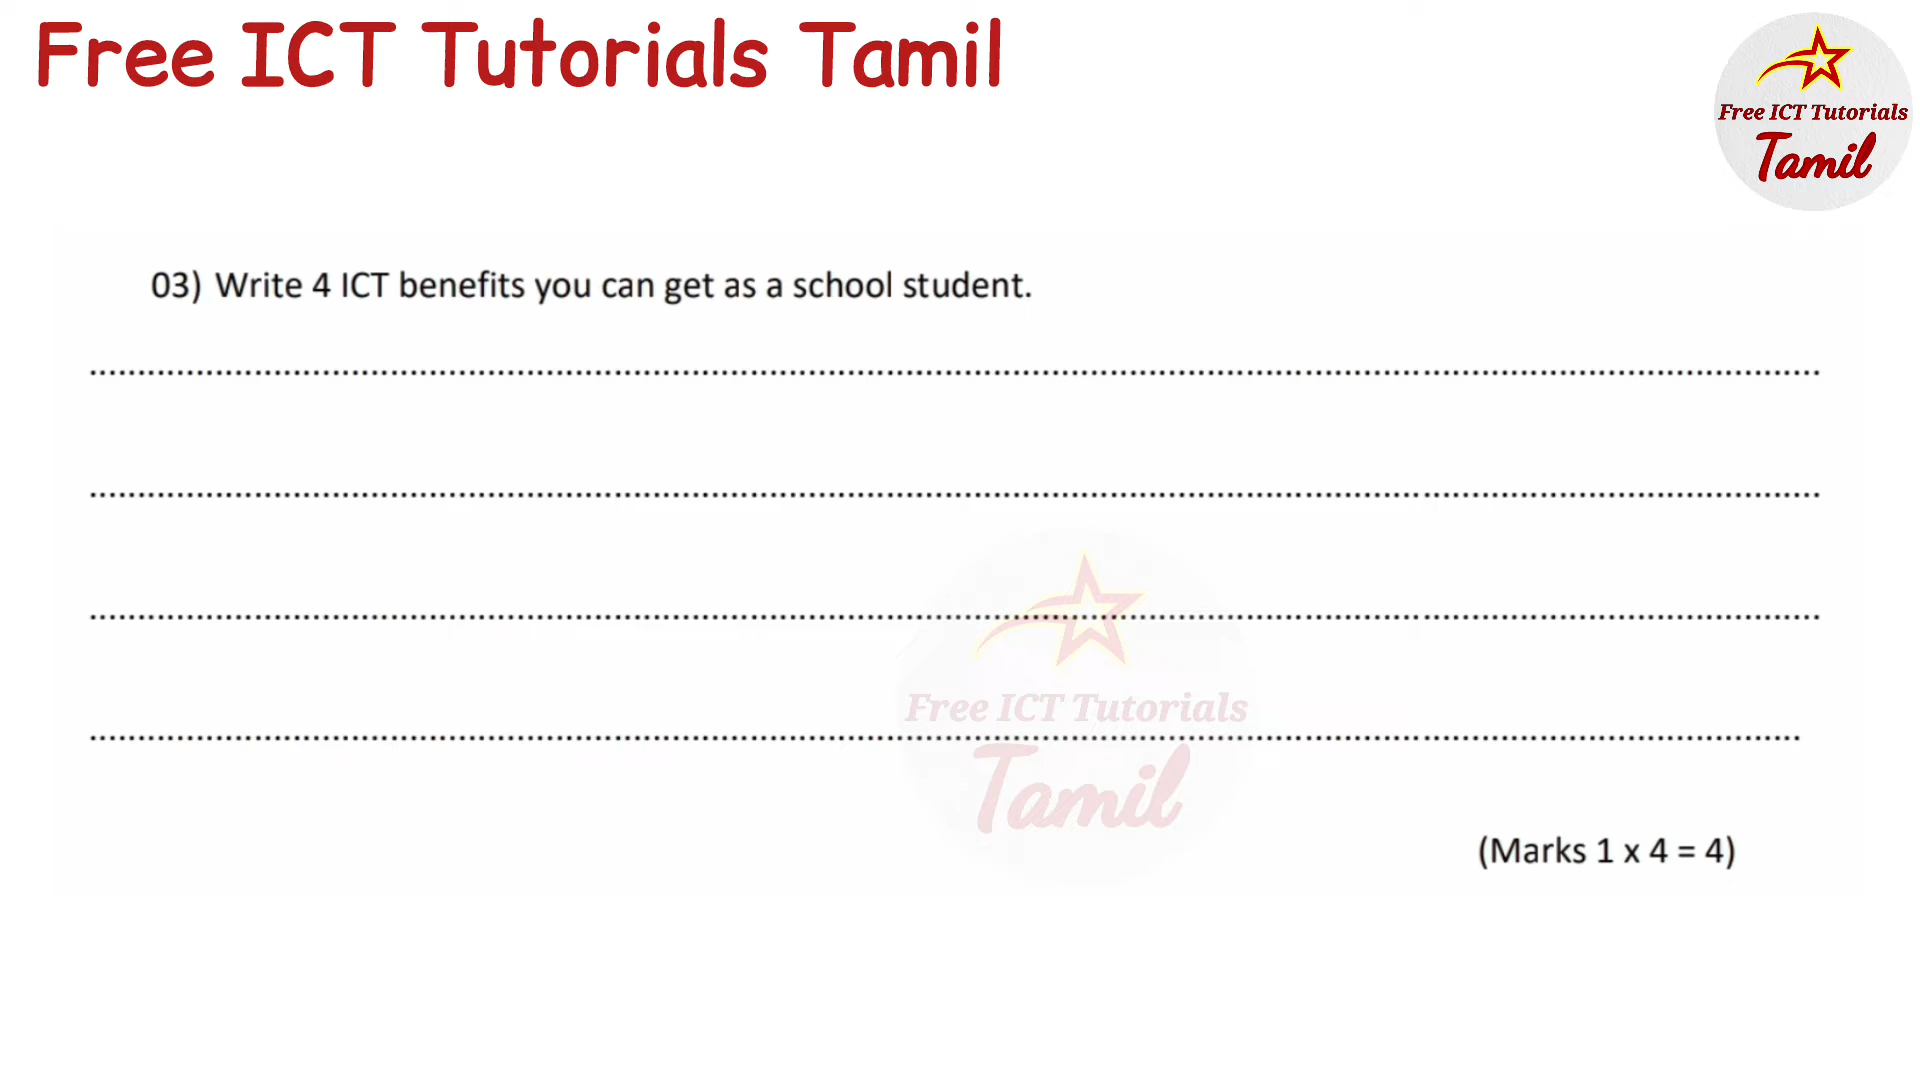 Free ICT Tutorials Tamil
Free ICT Tutorials
Tamil
03) Write 4 ICT benefits you can get as a school student.
................................................................................
................................................................................
................................................................................
Free ICT Tutorials
................................................................................
Tamil
(Marks 1 x 4 = 4)